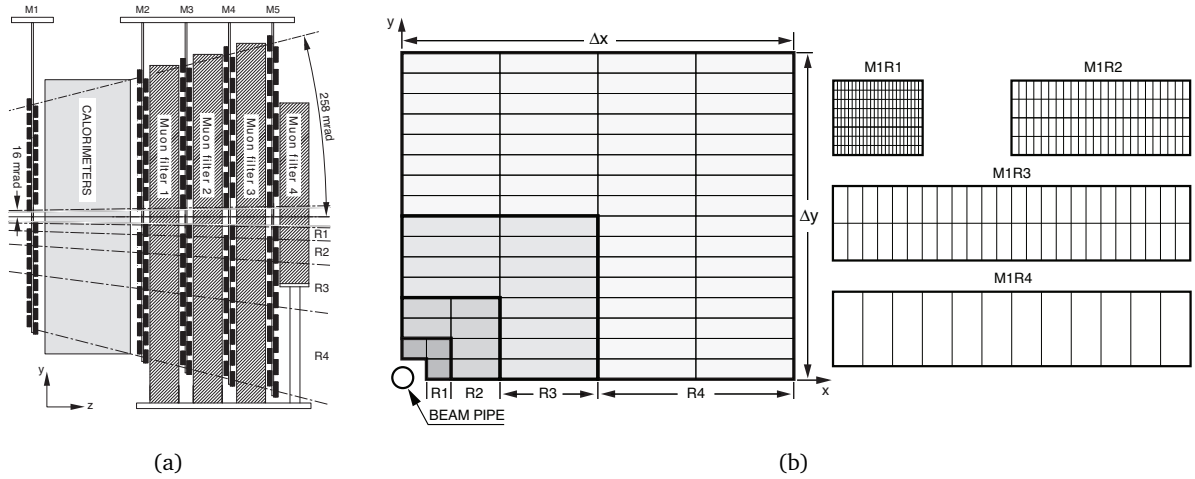 M1
M2
M3
M4
M5
CALORIMETERS
Muon filter 1
Muon filter 2
Muon filter 3
Muon filter 4
258 mrad
16 mrad
R1
R2
R3
R4
y
z
(a)
y
Δx
Δy
R1
R2
R3
R4
x
BEAM PIPE
M1R1
M1R2
M1R3
M1R4
(b)